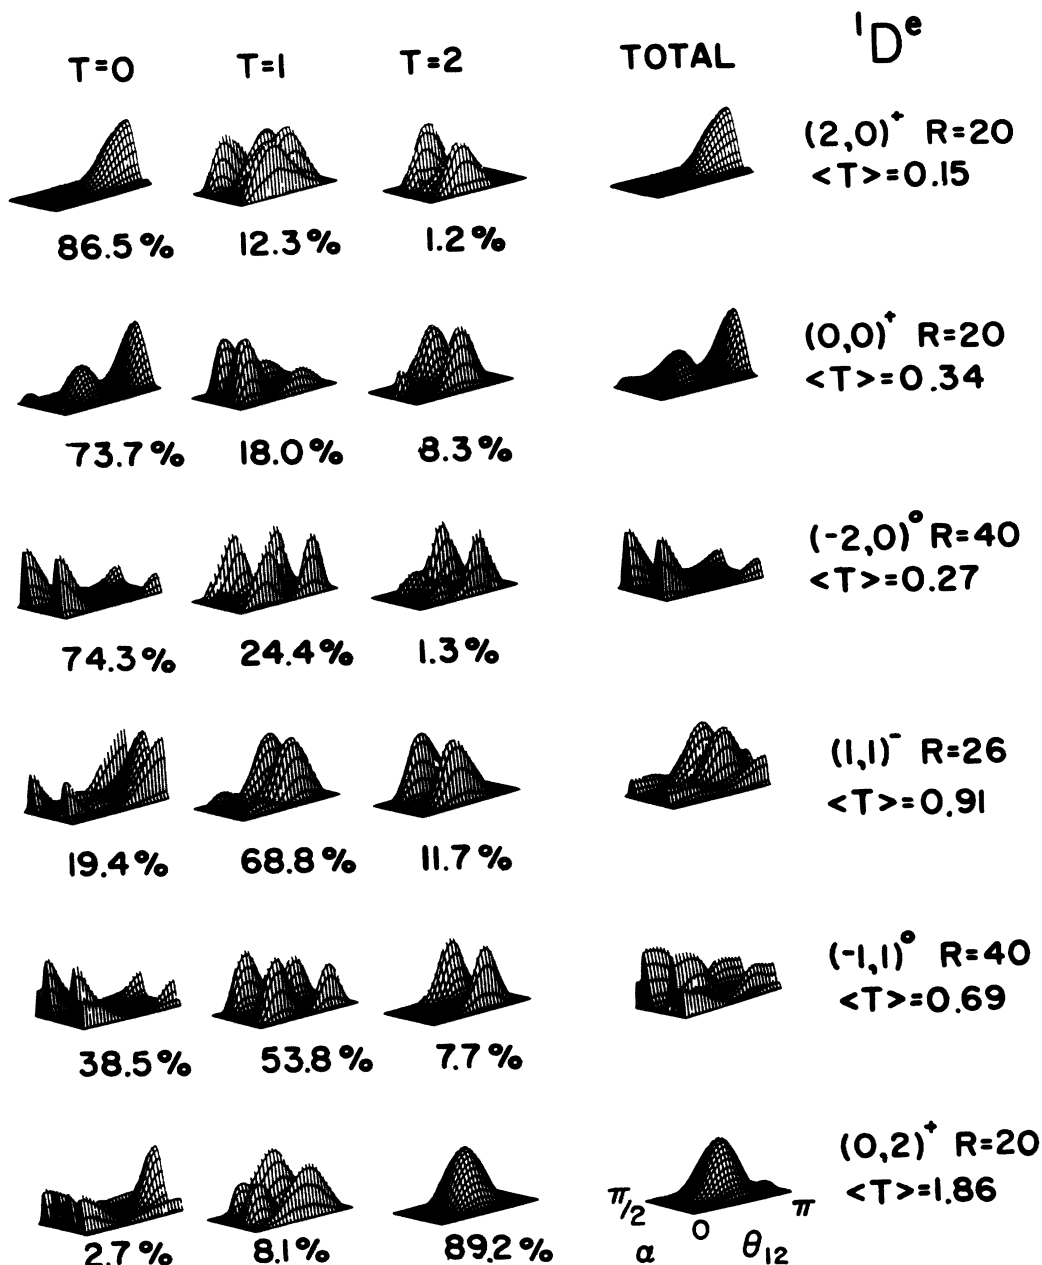 T=0 T=1 T=2 TOTAL ¹Dᵉ
(2,0)⁺ R=20
<T>=0.15
86.5% 12.3% 1.2%
(0,0)⁺ R=20
<T>=0.34
73.7% 18.0% 8.3%
(-2,0)⁰ R=40
<T>=0.27
74.3% 24.4% 1.3%
(1,1)⁻ R=26
<T>=0.91
19.4% 68.8% 11.7%
(-1,1)⁰ R=40
<T>=0.69
38.5% 53.8% 7.7%
(0,2)⁺ R=20
<T>=1.86
π/2 0 π
α θ₁₂
2.7% 8.1% 89.2%